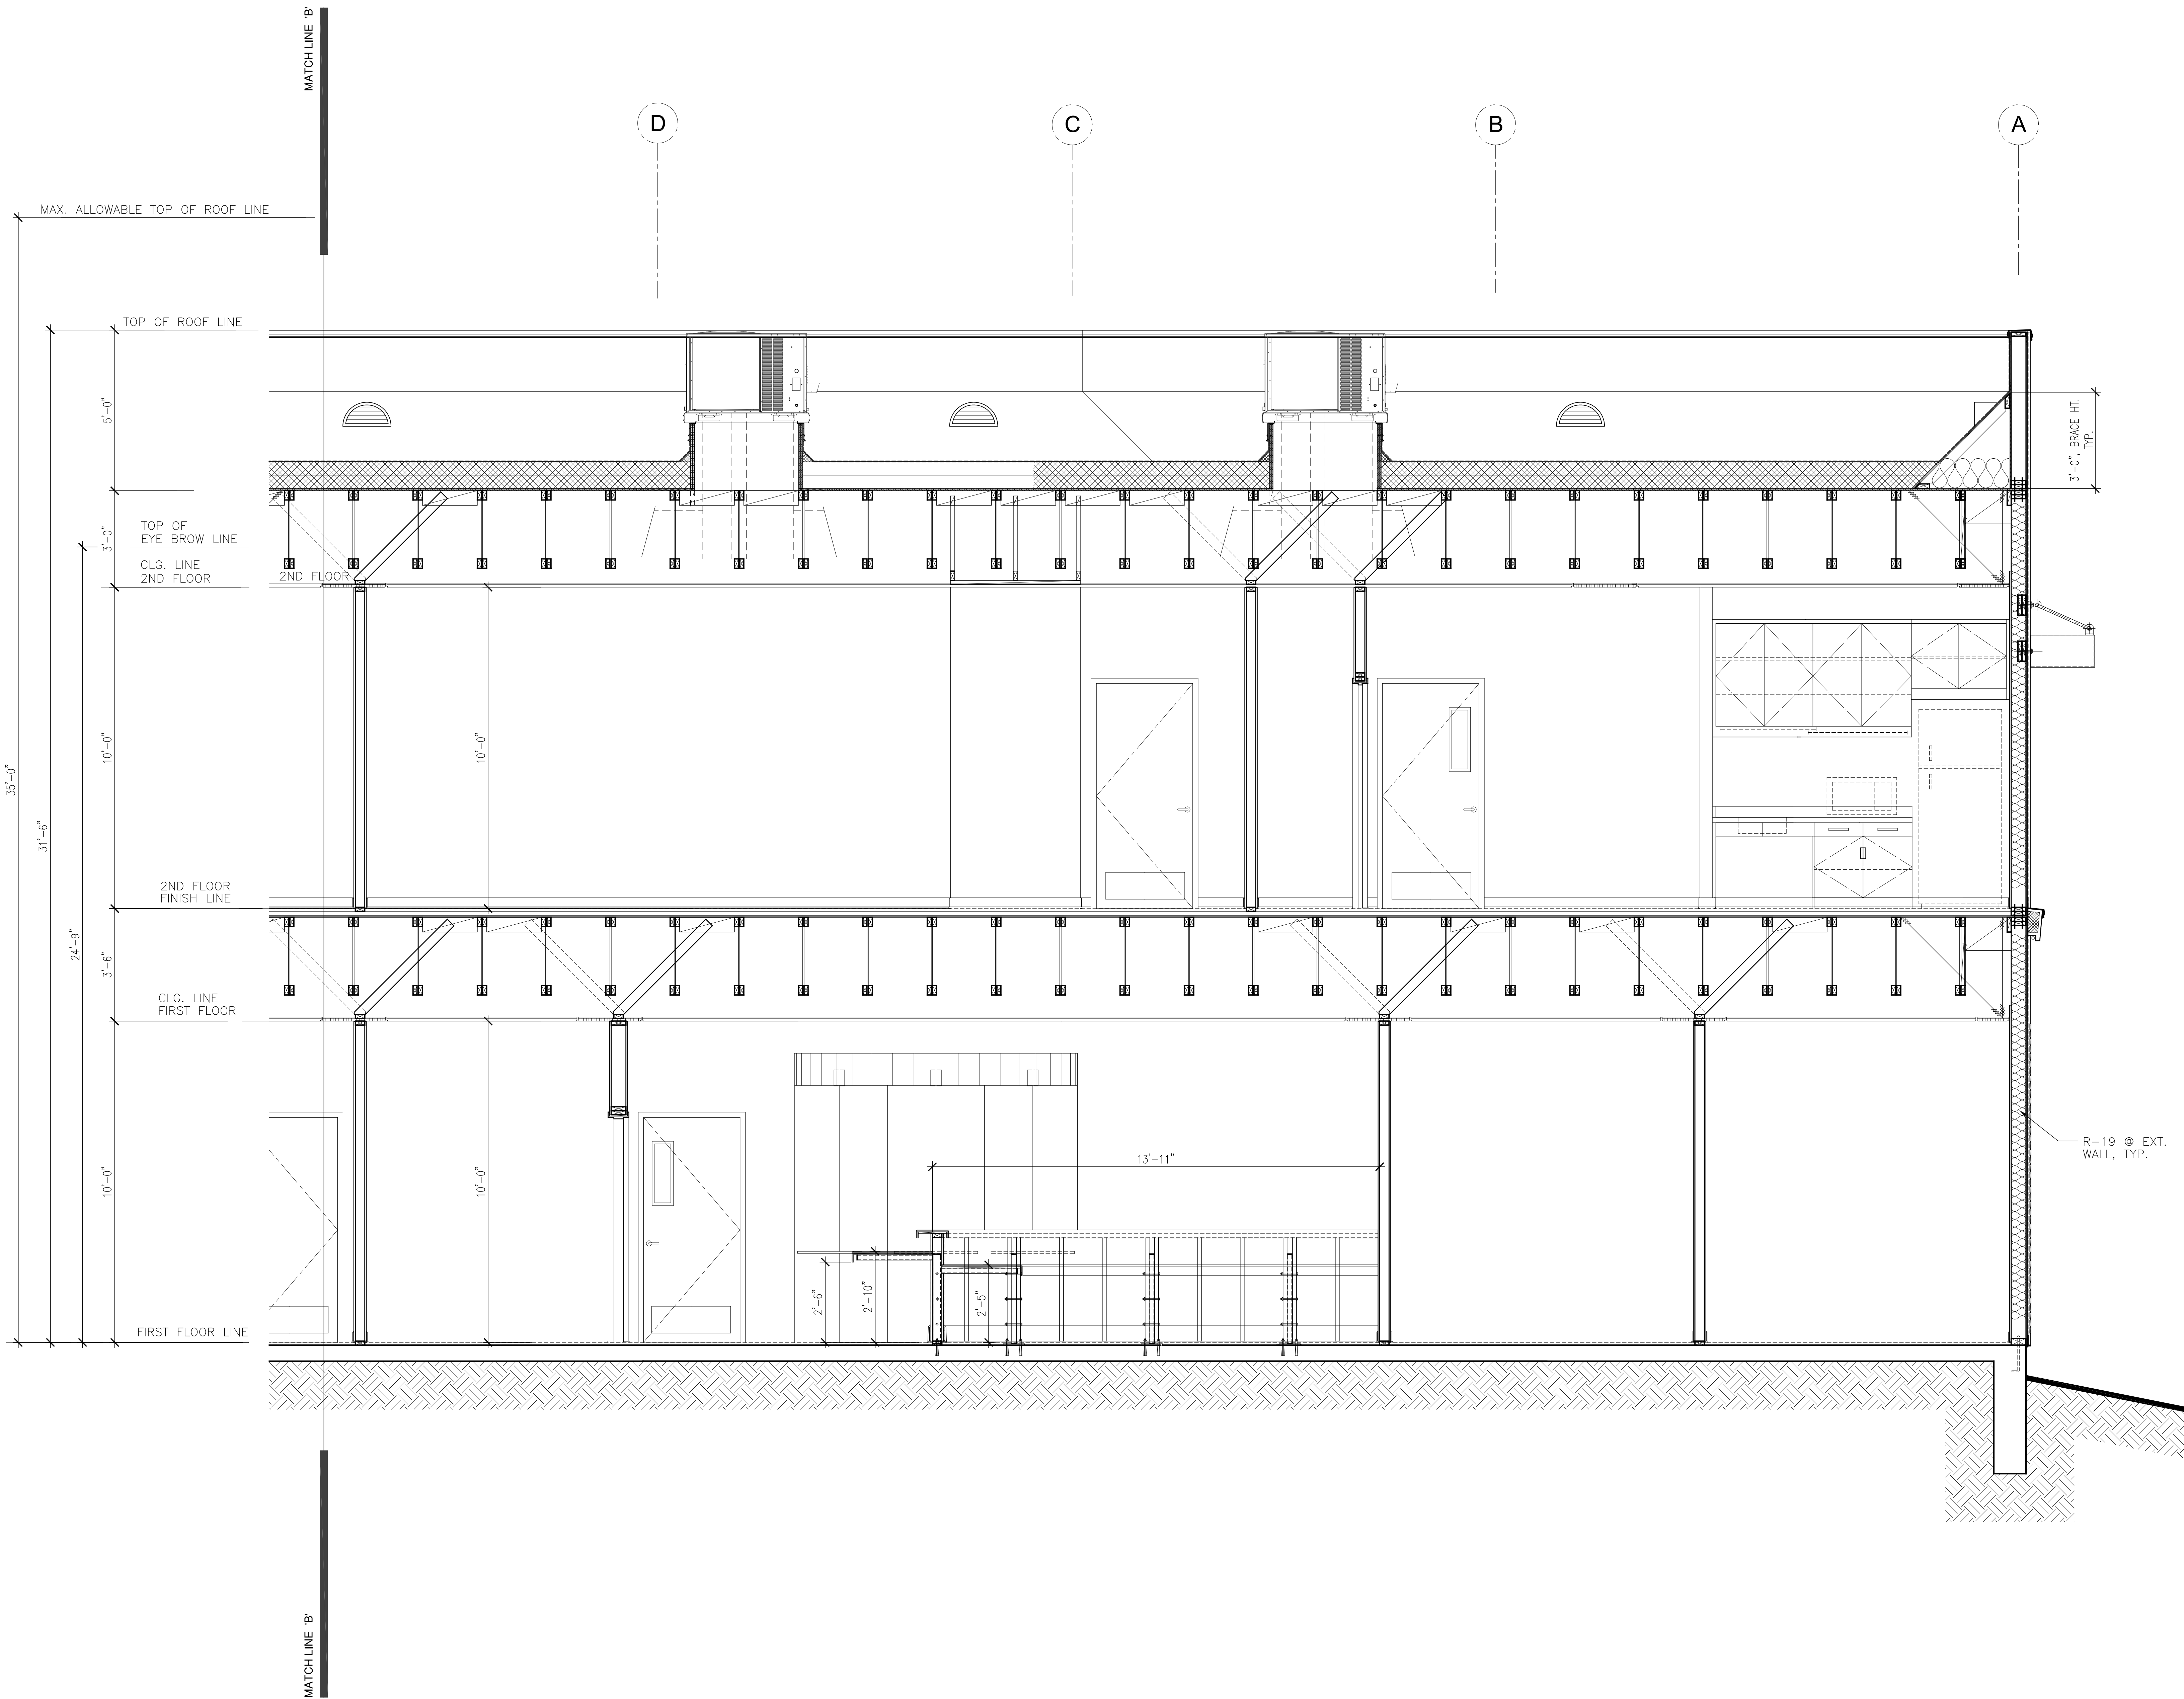 MATCH LINE 'B'
D
C
B
A
MAX. ALLOWABLE TOP OF ROOF LINE
TOP OF ROOF LINE
5'-0"
3'-0", BRACE HT.
TYP.
3'-0"
TOP OF
EYE BROW LINE
CLG. LINE
2ND FLOOR
2ND FLOOR
10'-0"
10'-0"
35'-0"
31'-6"
24'-9"
2ND FLOOR
FINISH LINE
3'-6"
CLG. LINE
FIRST FLOOR
R-19 @ EXT.
WALL, TYP.
13'-11"
10'-0"
10'-0"
2'-6"
2'-10"
2'-5"
FIRST FLOOR LINE
MATCH LINE 'B'